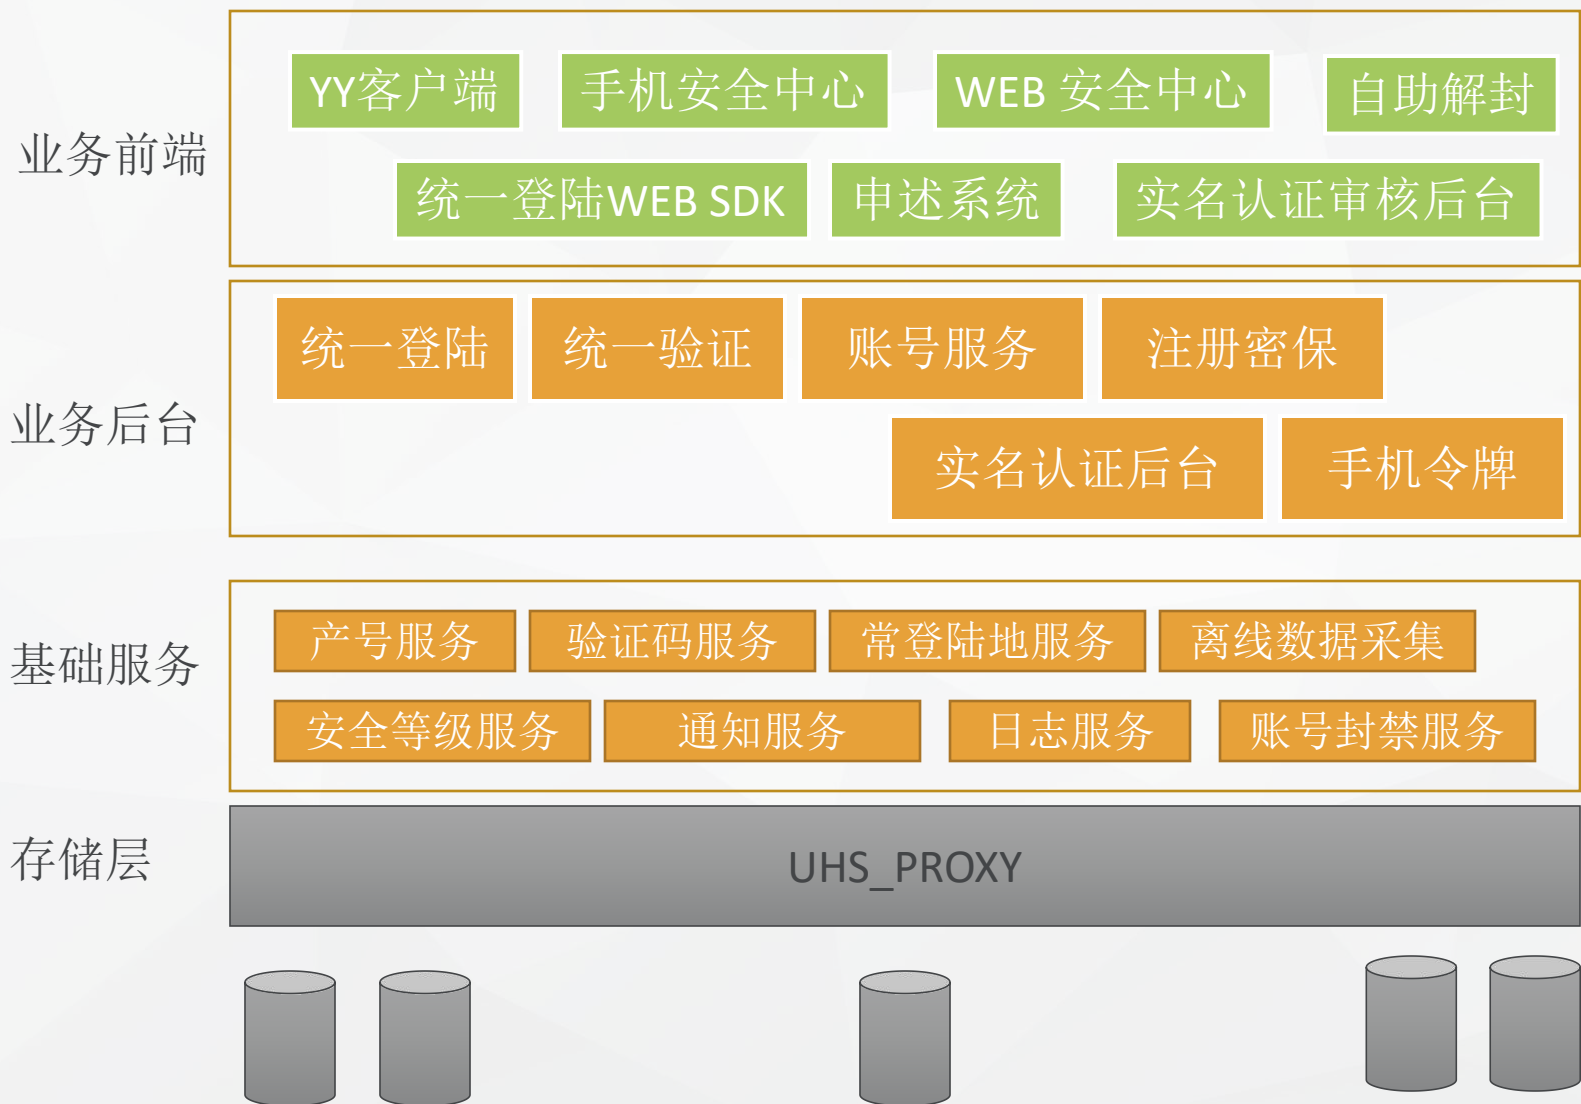 业务前端
YY客户端
手机安全中心
WEB 安全中心
自助解封
统一登陆WEB SDK
申述系统
实名认证审核后台
业务后台
统一登陆
统一验证
账号服务
注册密保
实名认证后台
手机令牌
基础服务
产号服务
验证码服务
常登陆地服务
离线数据采集
安全等级服务
通知服务
日志服务
账号封禁服务
存储层
UHS_PROXY